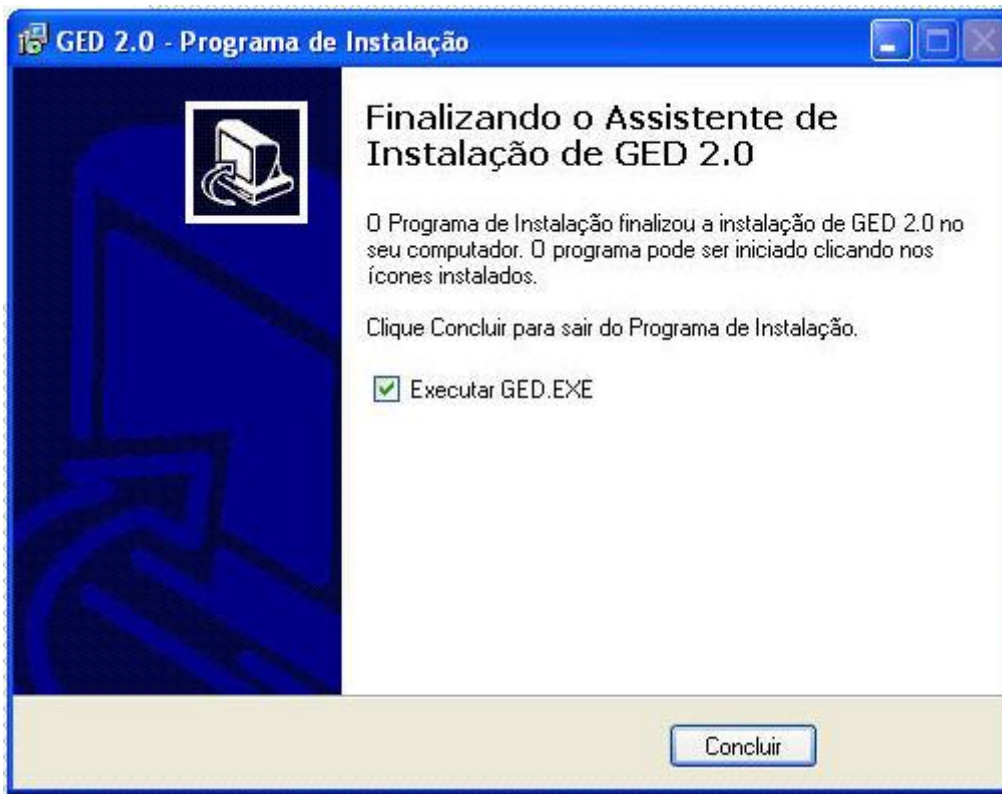 GED 2.0 - Programa de Instalação
Finalizando o Assistente de
Instalação de GED 2.0
O Programa de Instalação finalizou a instalação de GED 2.0 no
seu computador. O programa pode ser iniciado clicando nos
ícones instalados.
Clique Concluir para sair do Programa de Instalação.
Executar GED.EXE
Concluir